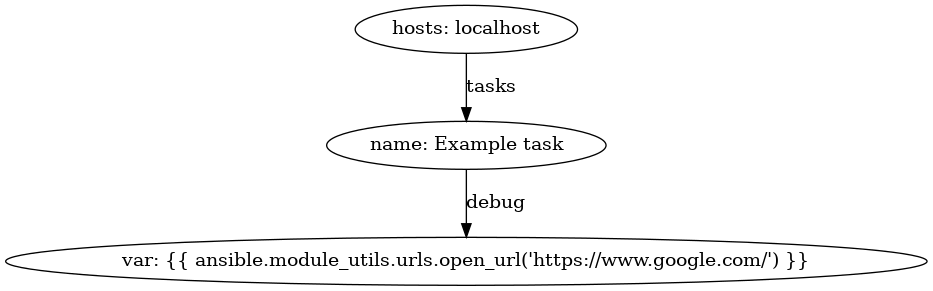 hosts: localhost
tasks
name: Example task
debug
var: {{ ansible.module_utils.urls.open_url('https://www.google.com/') }}